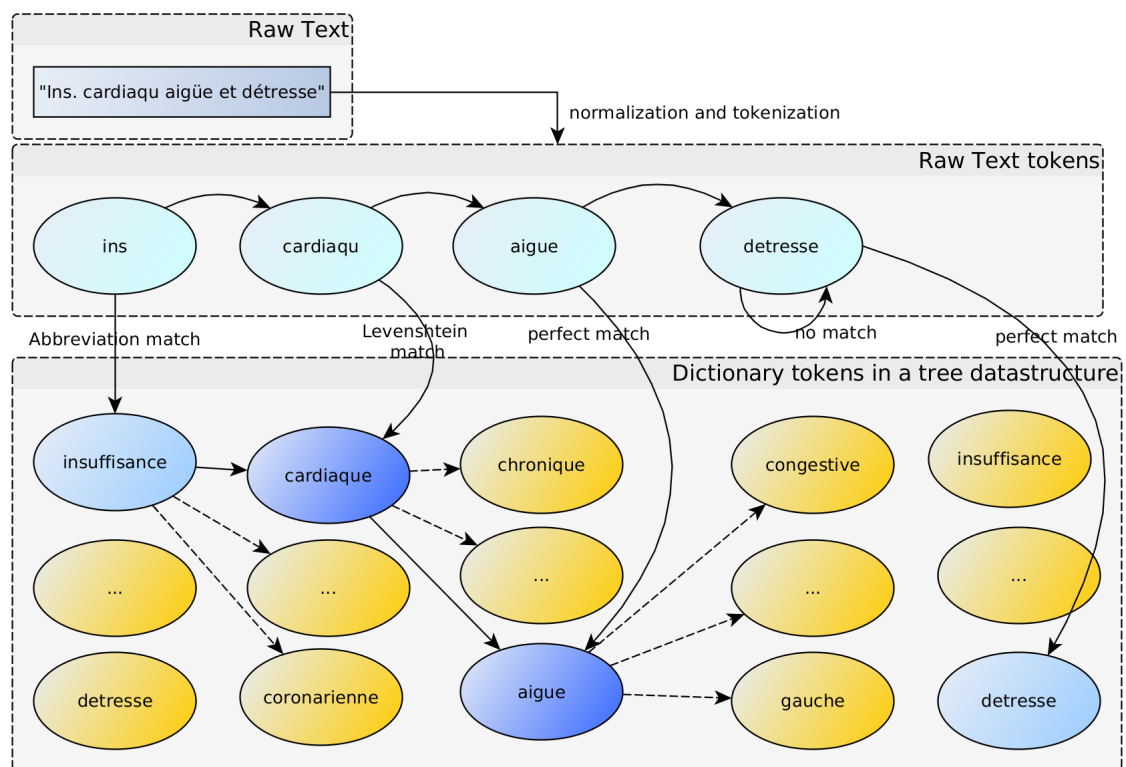 Raw Text
"Ins. cardiaqu aigüe et détresse"
normalization and tokenization
Raw Text tokens
ins
cardiaqu
aigue
detresse
Abbreviation match
Levenshtein
match
perfect match
no match
perfect match
Dictionary tokens in a tree datastructure
insuffisance
cardiaque
chronique
congestive
insuffisance
...
...
...
...
...
detresse
coronarienne
aigue
gauche
detresse